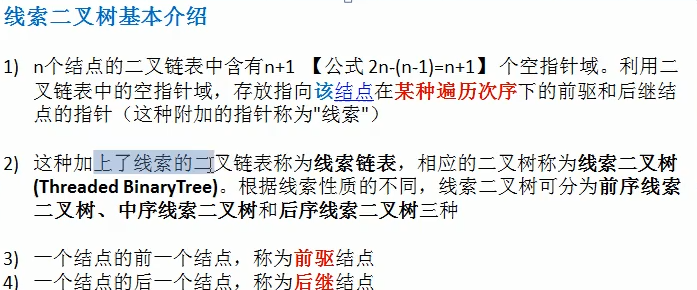 线索二叉树基本介绍
1) n个结点的二叉链表中含有n+1 【公式 2n-(n-1)=n+1】 个空指针域。利用二
叉链表中的空指针域，存放指向该结点在某种遍历次序下的前驱和后继结
点的指针（这种附加的指针称为"线索"）
2) 这种加上了线索的二叉链表称为线索链表，相应的二叉树称为线索二叉树
(Threaded BinaryTree)。根据线索性质的不同，线索二叉树可分为前序线索
二叉树、中序线索二叉树和后序线索二叉树三种
3) 一个结点的前一个结点，称为前驱结点
4) 一个结点的后一个结点，称为后继结点